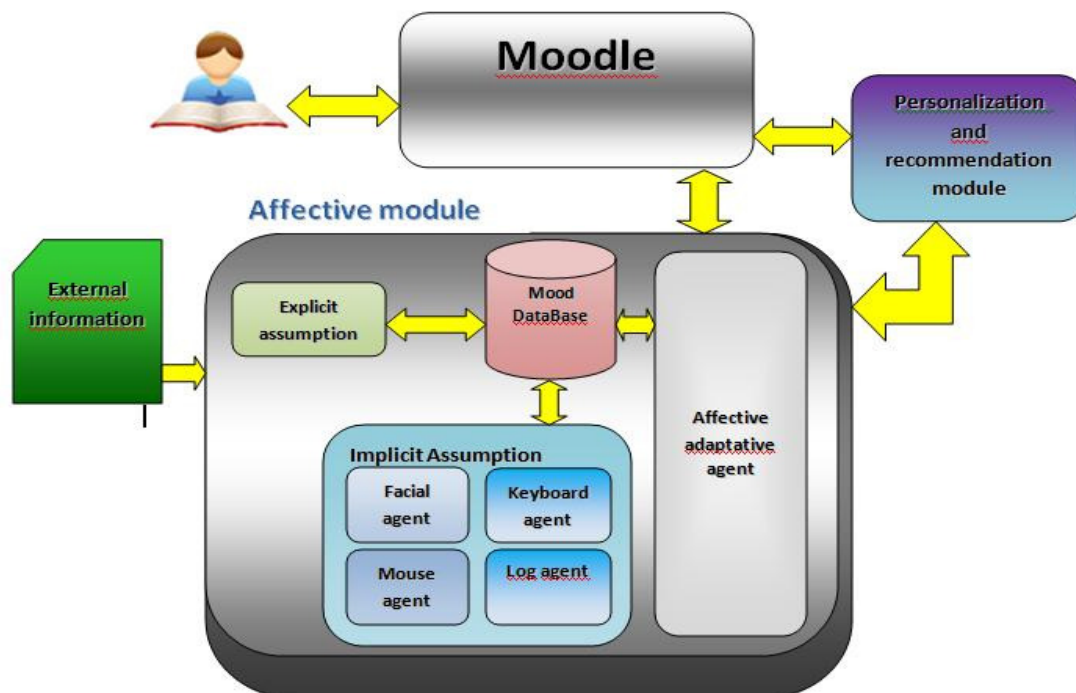 Moodle
Personalization
and
recommendation
module
Affective module
External
information
Explicit
assumption
Mood
DataBase
Affective
adaptative
agent
Implicit Assumption
Facial
agent
Keyboard
agent
Mouse
agent
Log agent